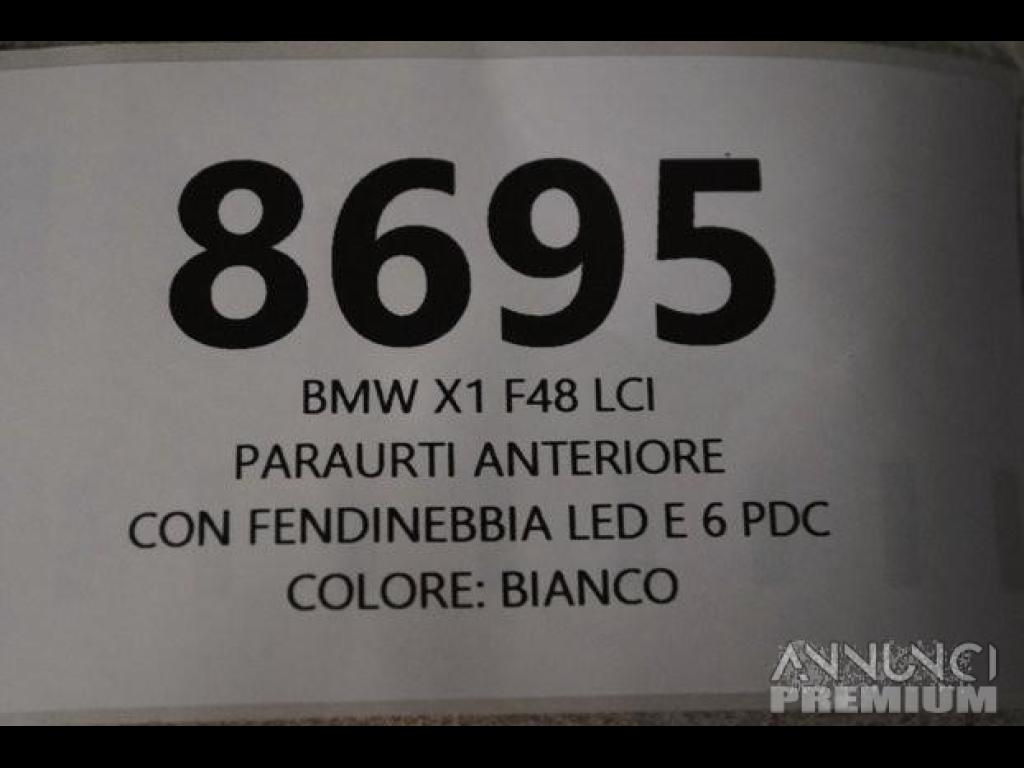 8695
BMW X1 F48 LCI
PARAURTI ANTERIORE
CON FENDINEBBIA LED E 6 PDC
COLORE: BIANCO
ANNUNCI
PREMIUM